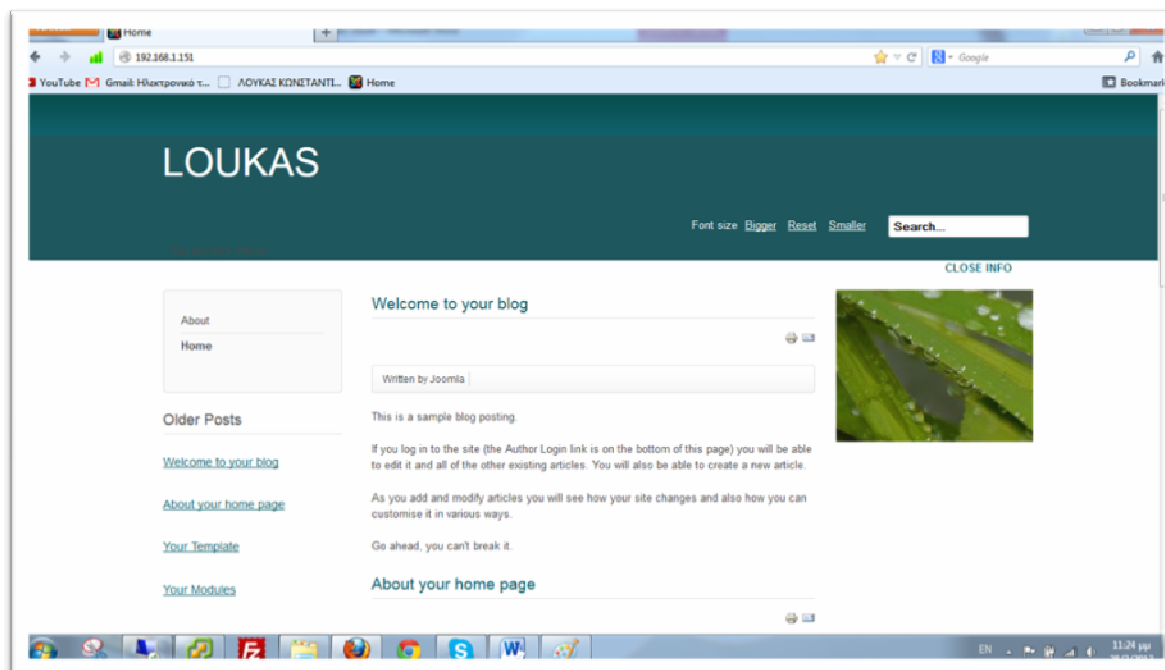 Home
192.168.1.151
Google
YouTube Gmail: Ηλεκτρονικό τ... ΛΟΥΚΑΣ ΚΩΝΣΤΑΝΤΙ... Home
Bookmark
LOUKAS
Font size Bigger Reset Smaller Search...
CLOSE INFO
About
Home
Older Posts
Welcome to your blog
About your home page
Your Template
Your Modules
Welcome to your blog
Written by Joomla
This is a sample blog posting.
If you log in to the site (the Author Login link is on the bottom of this page) you will be able
to edit it and all of the other existing articles. You will also be able to create a new article.
As you add and modify articles you will see how your site changes and also how you can
customise it in various ways.
Go ahead, you can't break it.
About your home page
EN
11:24 μμ